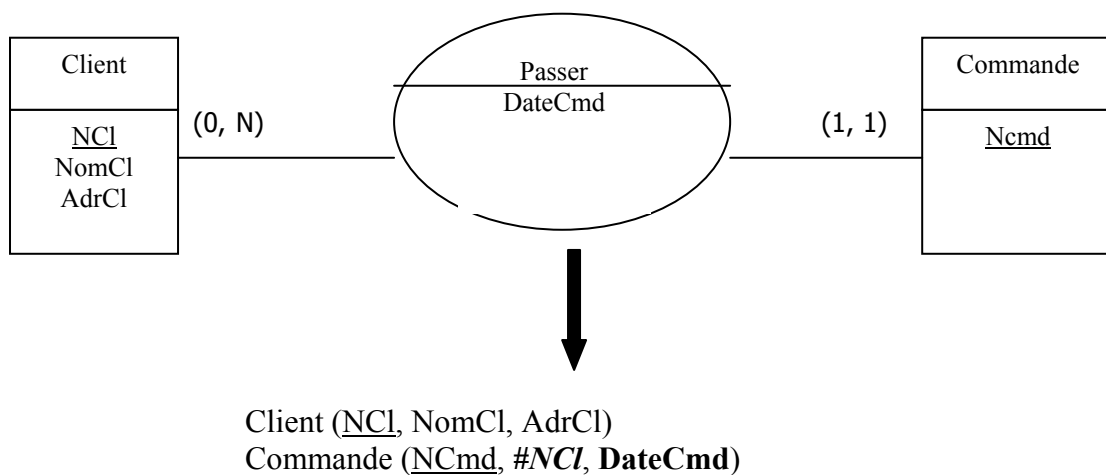 Client
NCl
NomCl
AdrCl
(0, N)
Passer
DateCmd
(1, 1)
Commande
Ncmd
Client (NCl, NomCl, AdrCl)
Commande (NCmd, #NCl, DateCmd)